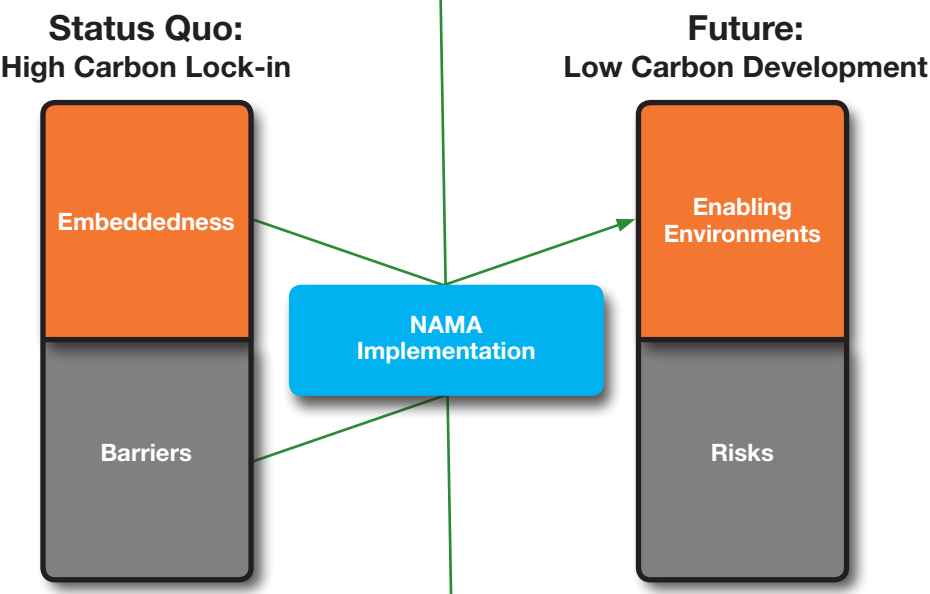 Status Quo:
High Carbon Lock-in
Future:
Low Carbon Development
Embeddedness
Enabling
Environments
NAMA
Implementation
Barriers
Risks